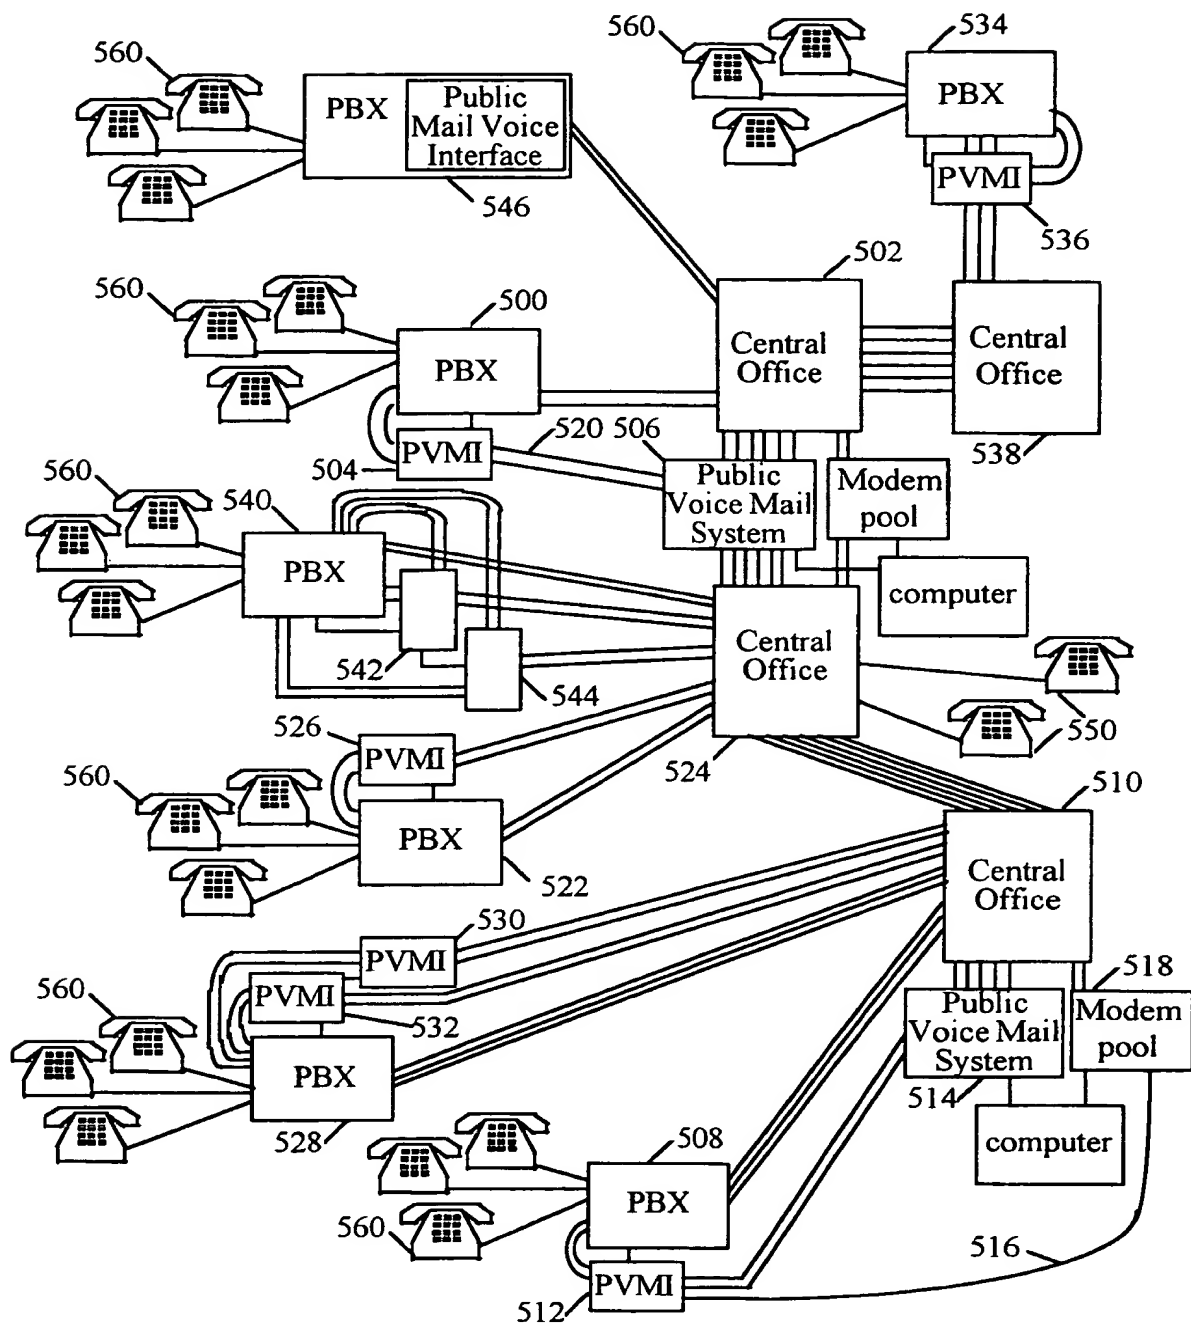 560
534
560
PBX
PBX
Public
Mail Voice
Interface
PVMI
546
536
502
560
500
Central
Office
Central
Office
PBX
520
506
PVMI
504
538
560
540
Public
Voice Mail
System
Modem
pool
PBX
computer
542
544
Central
Office
550
526
524
PVMI
560
510
PBX
522
Central
Office
530
PVMI
518
560
PVMI
532
Public
Voice Mail
System
Modem
pool
PBX
514
528
508
computer
PBX
560
516
PVMI
512